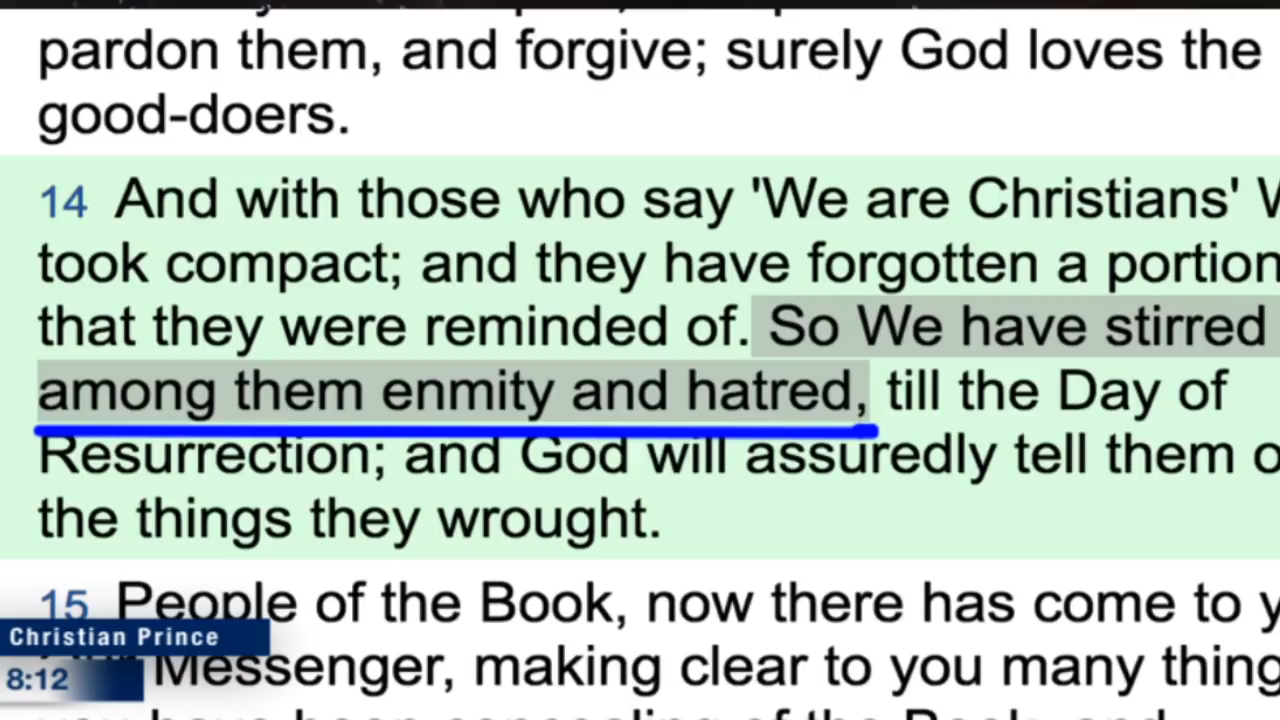 pardon them, and forgive; surely God loves the
good-doers.
14 And with those who say 'We are Christians'
took compact; and they have forgotten a portion
that they were reminded of. So We have stirred
among them enmity and hatred, till the Day of
Resurrection; and God will assuredly tell them
the things they wrought.
15 People of the Book, now there has come to
Christian Prince
Messenger, making clear to you many thing
8:12